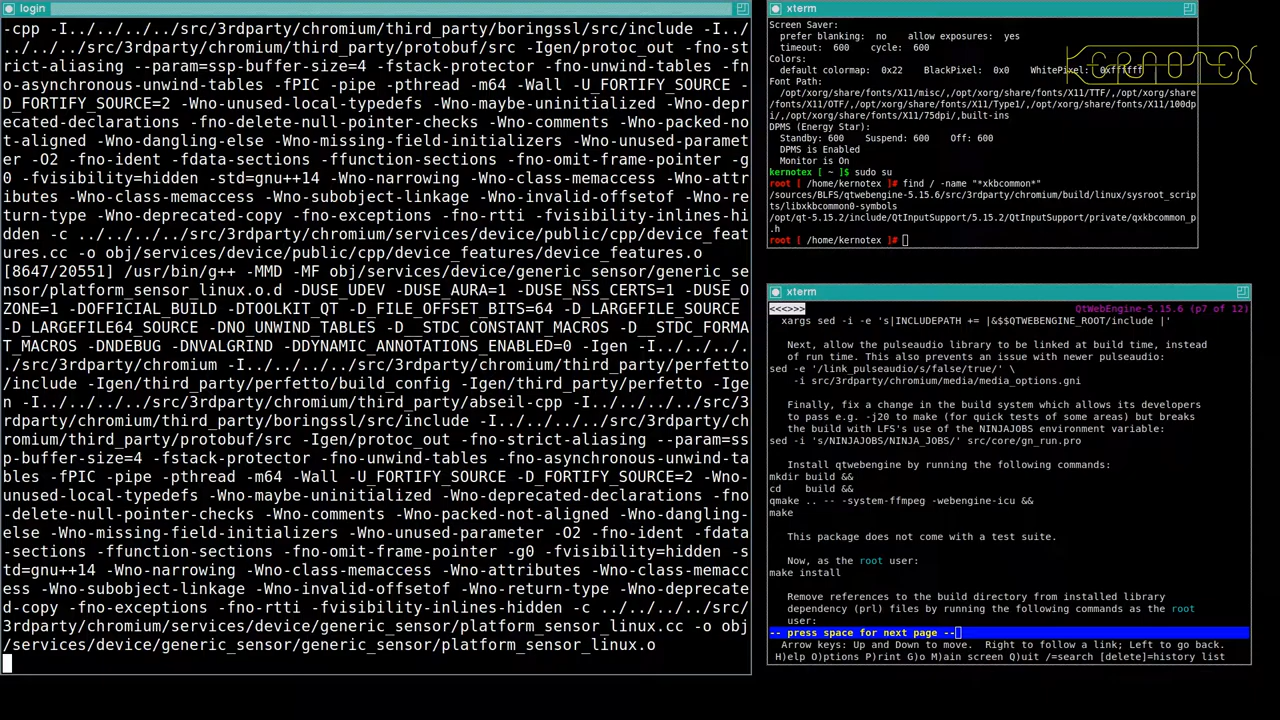 login
-cpp -I../../../../src/3rdparty/chromium/third_party/boringssl/src/include -I../
../../../src/3rdparty/chromium/third_party/protobuf/src -Igen/protoc_out -fno-st
rict-aliasing --param=ssp-buffer-size=4 -fstack-protector -fno-unwind-tables -fn
o-asynchronous-unwind-tables -fPIC -pipe -pthread -m64 -Wall -U_FORTIFY_SOURCE -
D_FORTIFY_SOURCE=2 -Wno-unused-local-typedefs -Wno-maybe-uninitialized -Wno-depr
ecated-declarations -fno-delete-null-pointer-checks -Wno-comments -Wno-packed-no
t-aligned -Wno-dangling-else -Wno-missing-field-initializers -Wno-unused-paramet
er -O2 -fno-ident -fdata-sections -ffunction-sections -fno-omit-frame-pointer -g
0 -fvisibility=hidden -std=gnu++14 -Wno-narrowing -Wno-class-memaccess -Wno-attr
ibutes -Wno-class-memaccess -Wno-subobject-linkage -Wno-invalid-offsetof -Wno-re
turn-type -Wno-deprecated-copy -fno-exceptions -fno-rtti -fvisibility-inlines-hi
dden -c ../../../../src/3rdparty/chromium/services/device/public/cpp/device_feat
ures.cc -o obj/services/device/public/cpp/device_features/device_features.o
[8647/20551] /usr/bin/g++ -MMD -MF obj/services/device/generic_sensor/generic_se
nsor/platform_sensor_linux.o.d -DUSE_UDEV -DUSE_AURA=1 -DUSE_NSS_CERTS=1 -DUSE_O
ZONE=1 -DOFFICIAL_BUILD -DTOOLKIT_QT -D_FILE_OFFSET_BITS=64 -D_LARGEFILE_SOURCE 
-D_LARGEFILE64_SOURCE -DNO_UNWIND_TABLES -D__STDC_CONSTANT_MACROS -D__STDC_FORMA
T_MACROS -DNDEBUG -DNVALGRIND -DDYNAMIC_ANNOTATIONS_ENABLED=0 -Igen -I../../../.
./src/3rdparty/chromium -I../../../../src/3rdparty/chromium/third_party/perfetto
/include -Igen/third_party/perfetto/build_config -Igen/third_party/perfetto -Ige
n -I../../../../src/3rdparty/chromium/third_party/abseil-cpp -I../../../../src/3
rdparty/chromium/third_party/boringssl/src/include -I../../../../src/3rdparty/ch
romium/third_party/protobuf/src -Igen/protoc_out -fno-strict-aliasing --param=ss
p-buffer-size=4 -fstack-protector -fno-unwind-tables -fno-asynchronous-unwind-ta
bles -fPIC -pipe -pthread -m64 -Wall -U_FORTIFY_SOURCE -D_FORTIFY_SOURCE=2 -Wno-
unused-local-typedefs -Wno-maybe-uninitialized -Wno-deprecated-declarations -fno
-delete-null-pointer-checks -Wno-comments -Wno-packed-not-aligned -Wno-dangling-
else -Wno-missing-field-initializers -Wno-unused-parameter -O2 -fno-ident -fdata
-sections -ffunction-sections -fno-omit-frame-pointer -g0 -fvisibility=hidden -s
td=gnu++14 -Wno-narrowing -Wno-class-memaccess -Wno-attributes -Wno-class-memacc
ess -Wno-subobject-linkage -Wno-invalid-offsetof -Wno-return-type -Wno-deprecate
d-copy -fno-exceptions -fno-rtti -fvisibility-inlines-hidden -c ../../../../src/
3rdparty/chromium/services/device/generic_sensor/platform_sensor_linux.cc -o obj
/services/device/generic_sensor/generic_sensor/platform_sensor_linux.o
xterm
Screen Saver:
prefer blanking:  no    allow exposures:  yes
timeout:  600    cycle:  600
Colors:
default colormap:  0x22    BlackPixel:  0x0    WhitePixel:  0xffffff
KERNOTEX
Font Path:
/opt/xorg/share/fonts/X11/misc/,/opt/xorg/share/fonts/X11/TTF/,/opt/xorg/share
/fonts/X11/OTF/,/opt/xorg/share/fonts/X11/Type1/,/opt/xorg/share/fonts/X11/100dp
i/,/opt/xorg/share/fonts/X11/75dpi/,built-ins
DPMS (Energy Star):
Standby: 600    Suspend: 600    Off: 600
DPMS is Enabled
Monitor is On
kernotex [ ~ ]$ sudo su
root [ /home/kernotex ]# find / -name "*xkbcommon*"
/sources/BLFS/qtwebengine-5.15.6/src/3rdparty/chromium/build/linux/sysroot_scrip
ts/libxkbcommon0-symbols
/opt/qt-5.15.2/include/QtInputSupport/5.15.2/QtInputSupport/private/qxkbcommon_p
.h
root [ /home/kernotex ]#
xterm
<<<>>> QtWebEngine-5.15.6 (p7 of 12)
xargs sed -i -e 's|INCLUDEPATH += |&$$QTWEBENGINE_ROOT/include |'
Next, allow the pulseaudio library to be linked at build time, instead
of run time. This also prevents an issue with newer pulseaudio:
sed -e '/link_pulseaudio/s/false/true/' \
-i src/3rdparty/chromium/media/media_options.gni
Finally, fix a change in the build system which allows its developers
to pass e.g. -j20 to make (for quick tests of some areas) but breaks
the build with LFS's use of the NINJAJOBS environment variable:
sed -i 's/NINJAJOBS/NINJA_JOBS/' src/core/gn_run.pro
Install qtwebengine by running the following commands:
mkdir build &&
cd    build &&
qmake .. -- -system-ffmpeg -webengine-icu &&
make
This package does not come with a test suite.
Now, as the root user:
make install
Remove references to the build directory from installed library
dependency (prl) files by running the following commands as the root
user:
-- press space for next page --
Arrow keys: Up and Down to move.  Right to follow a link; Left to go back.
H)elp O)ptions P)rint G)o M)ain screen Q)uit /=search [delete]=history list